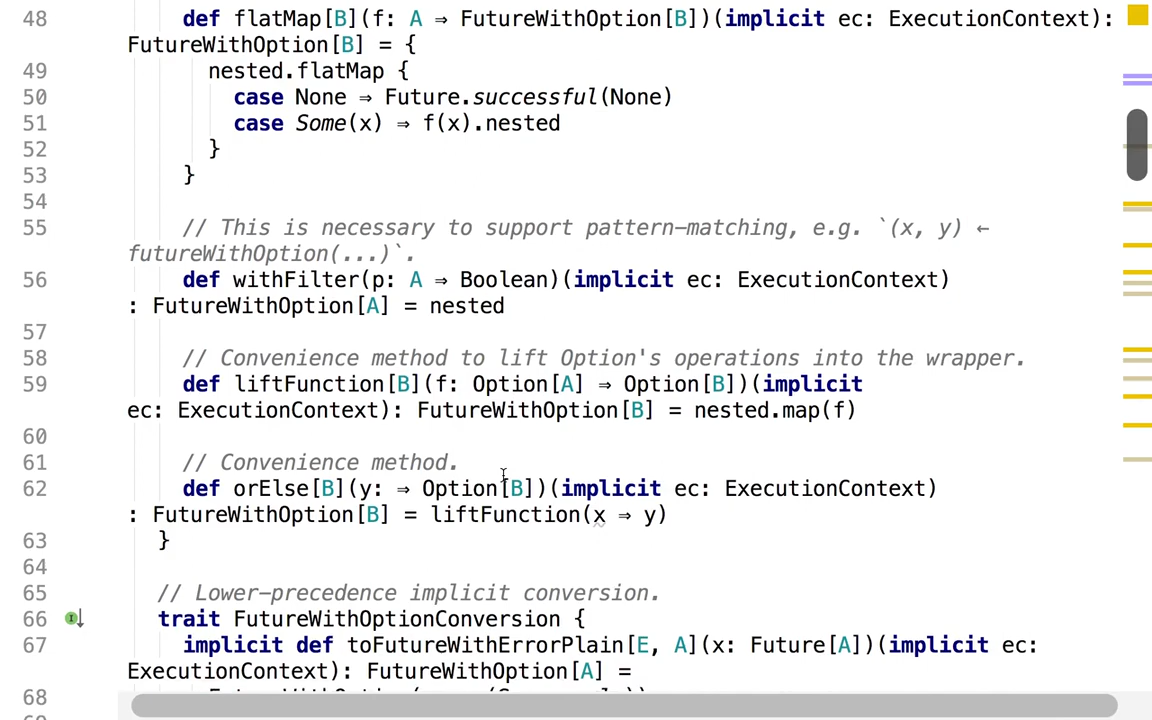 48 def flatMap[B](f: A ⇒ FutureWithOption[B])(implicit ec: ExecutionContext):
FutureWithOption[B] = {
49 nested.flatMap {
50 case None ⇒ Future.successful(None)
51 case Some(x) ⇒ f(x).nested
52 }
53 }
54
55 // This is necessary to support pattern-matching, e.g. `(x, y) ←
futureWithOption(...)`.
56 def withFilter(p: A ⇒ Boolean)(implicit ec: ExecutionContext)
: FutureWithOption[A] = nested
57
58 // Convenience method to lift Option's operations into the wrapper.
59 def liftFunction[B](f: Option[A] ⇒ Option[B])(implicit
ec: ExecutionContext): FutureWithOption[B] = nested.map(f)
60
61 // Convenience method.
62 def orElse[B](y: ⇒ Option[B])(implicit ec: ExecutionContext)
: FutureWithOption[B] = liftFunction(x ⇒ y)
63 }
64
65 // Lower-precedence implicit conversion.
66 trait FutureWithOptionConversion {
67 implicit def toFutureWithErrorPlain[E, A](x: Future[A])(implicit ec:
ExecutionContext): FutureWithOption[A] =
68